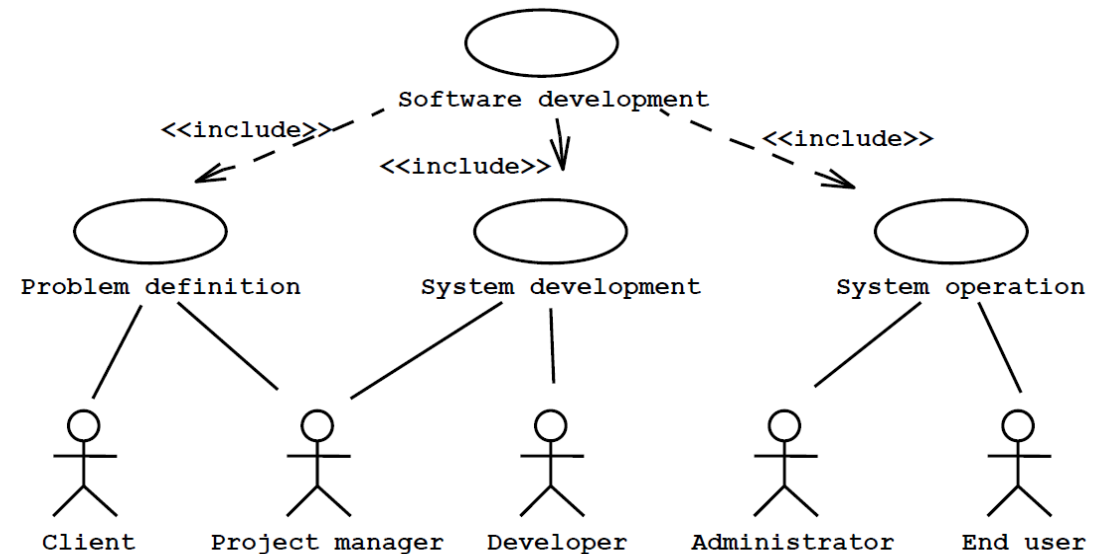 Software development
<<include>>
<<include>>
<<include>>
Problem definition
System development
System operation
Client
Project manager
Developer
Administrator
End user